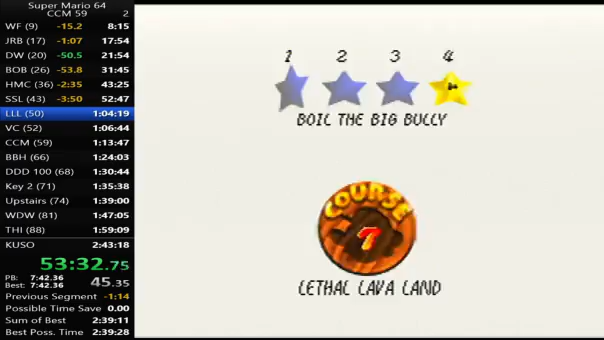 Super Mario 64
CCM 59 2
WF (9) -15.2 8:15
JRB (17) -1:07 17:54
DW (20) -50.5 21:54
BOB (26) -53.8 31:45
HMC (36) -2:35 43:25
SSL (43) -3:50 52:47
LLL (50) 1:04:19
VC (52) 1:06:44
CCM (59) 1:13:47
BBH (66) 1:24:03
DDD 100 (68) 1:30:44
Key 2 (71) 1:35:38
Upstairs (74) 1:39:00
WDW (81) 1:47:05
THI (88) 1:59:09
KUSO 2:43:18
53:32.75
PB: 7:42.36
Best: 7:42.36
45.35
Previous Segment -1:14
Possible Time Save 0.00
Sum of Best 2:39:11
Best Poss. Time 2:39:28
1 2 3 4
BOIL THE BIG BULLY
COURSE
7
LETHAL LAVA LAND